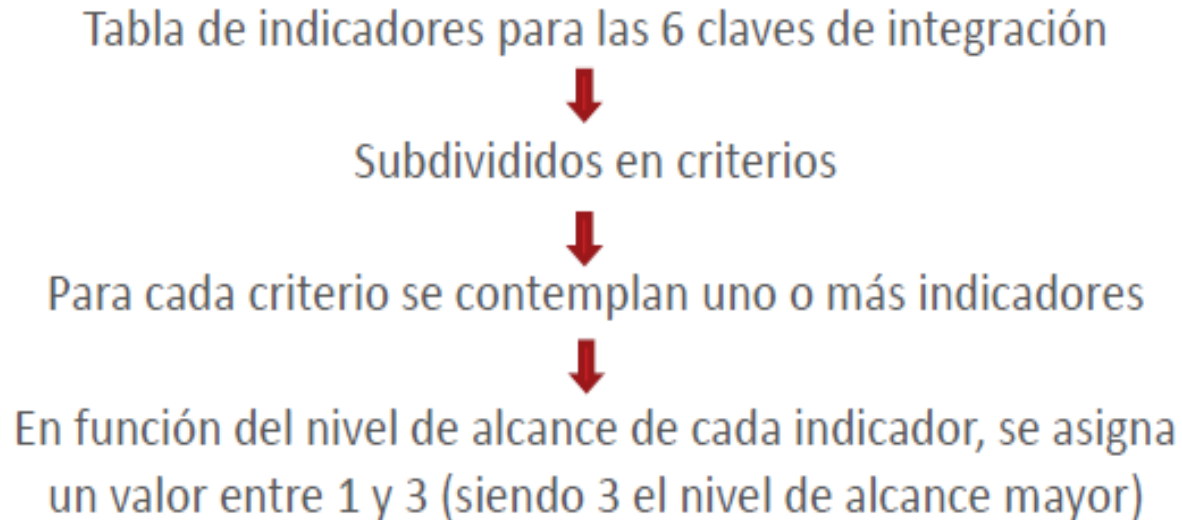 Tabla de indicadores para las 6 claves de integración
Subdivididos en criterios
Para cada criterio se contemplan uno o más indicadores
En función del nivel de alcance de cada indicador, se asigna
un valor entre 1 y 3 (siendo 3 el nivel de alcance mayor)